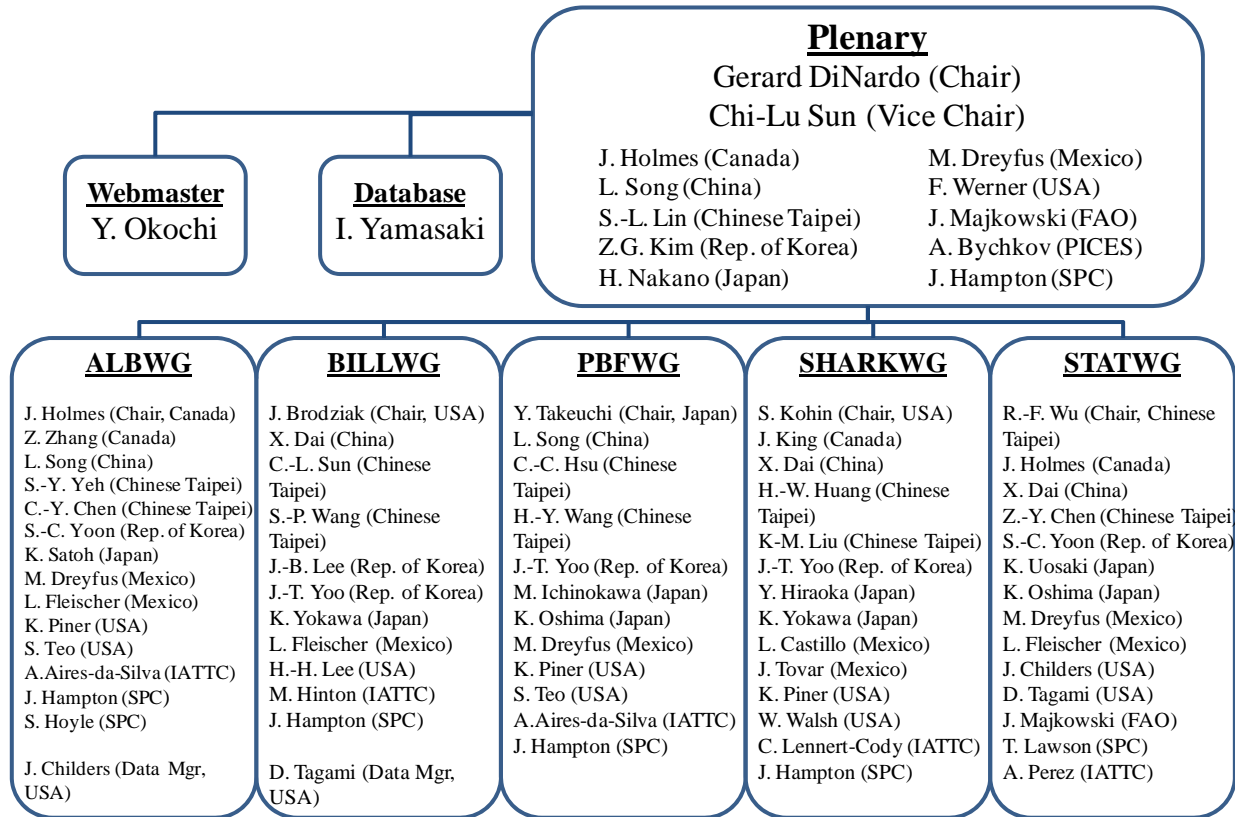 Plenary
Gerard DiNardo (Chair)
Chi-Lu Sun (Vice Chair)
J. Holmes (Canada)
L. Song (China)
S.-L. Lin (Chinese Taipei)
Z.G. Kim (Rep. of Korea)
H. Nakano (Japan)
M. Dreyfus (Mexico)
F. Werner (USA)
J. Majkowski (FAO)
A. Bychkov (PICES)
J. Hampton (SPC)
Webmaster
Y. Okochi
Database
I. Yamasaki
ALBWG
J. Holmes (Chair, Canada)
Z. Zhang (Canada)
L. Song (China)
S.-Y. Yeh (Chinese Taipei)
C.-Y. Chen (Chinese Taipei)
S.-C. Yoon (Rep. of Korea)
K. Satoh (Japan)
M. Dreyfus (Mexico)
L. Fleischer (Mexico)
K. Piner (USA)
S. Teo (USA)
A.Aires-da-Silva (IATTC)
J. Hampton (SPC)
S. Hoyle (SPC)
J. Childers (Data Mgr,
USA)
BILLWG
J. Brodziak (Chair, USA)
X. Dai (China)
C.-L. Sun (Chinese
Taipei)
S.-P. Wang (Chinese
Taipei)
J.-B. Lee (Rep. of Korea)
J.-T. Yoo (Rep. of Korea)
K. Yokawa (Japan)
L. Fleischer (Mexico)
H.-H. Lee (USA)
M. Hinton (IATTC)
J. Hampton (SPC)
D. Tagami (Data Mgr,
USA)
PBFWG
Y. Takeuchi (Chair, Japan)
L. Song (China)
C.-C. Hsu (Chinese
Taipei)
H.-Y. Wang (Chinese
Taipei)
J.-T. Yoo (Rep. of Korea)
M. Ichinokawa (Japan)
K. Oshima (Japan)
M. Dreyfus (Mexico)
K. Piner (USA)
S. Teo (USA)
A.Aires-da-Silva (IATTC)
J. Hampton (SPC)
SHARKWG
S. Kohin (Chair, USA)
J. King (Canada)
X. Dai (China)
H.-W. Huang (Chinese
Taipei)
K-M. Liu (Chinese Taipei)
J.-T. Yoo (Rep. of Korea)
Y. Hiraoka (Japan)
K. Yokawa (Japan)
L. Castillo (Mexico)
J. Tovar (Mexico)
K. Piner (USA)
W. Walsh (USA)
C. Lennert-Cody (IATTC)
J. Hampton (SPC)
STATWG
R.-F. Wu (Chair, Chinese
Taipei)
J. Holmes (Canada)
X. Dai (China)
Z.-Y. Chen (Chinese Taipei)
S.-C. Yoon (Rep. of Korea)
K. Uosaki (Japan)
K. Oshima (Japan)
M. Dreyfus (Mexico)
L. Fleischer (Mexico)
J. Childers (USA)
D. Tagami (USA)
J. Majkowski (FAO)
T. Lawson (SPC)
A. Perez (IATTC)